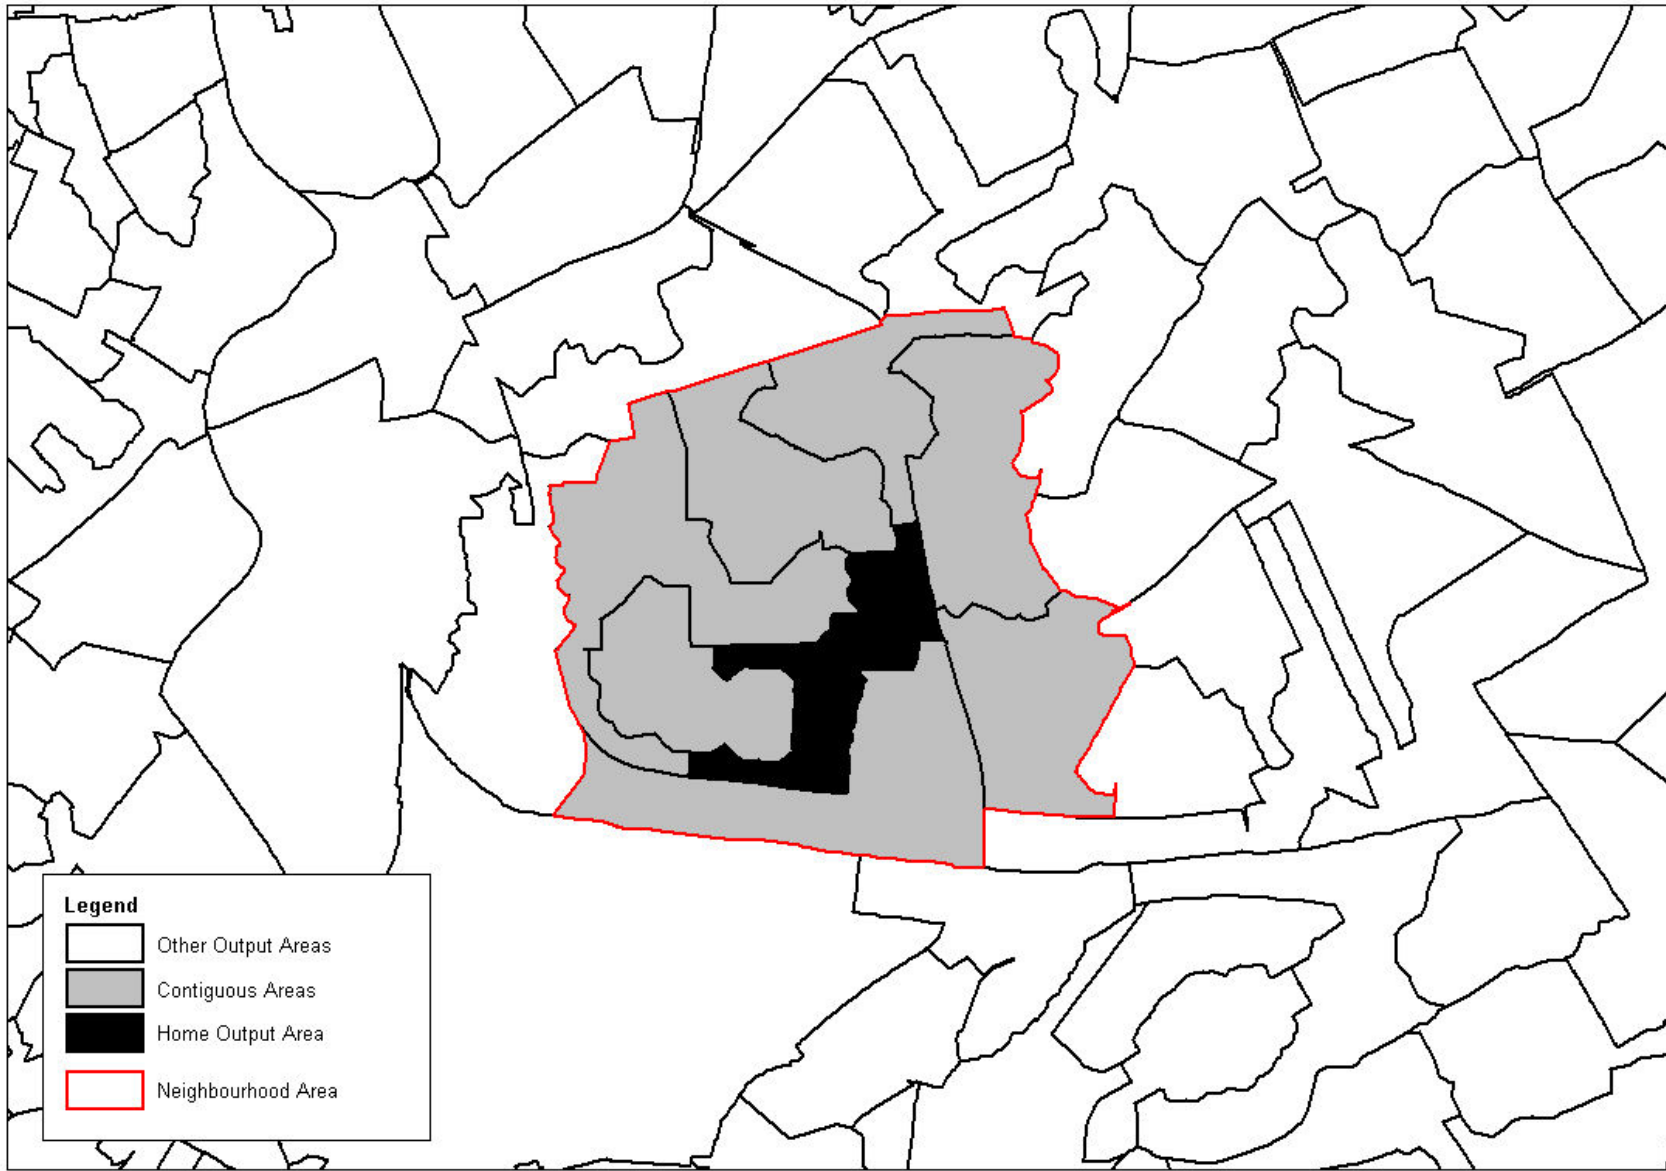 Legend
Other Output Areas
Contiguous Areas
Home Output Area
Neighbourhood Area